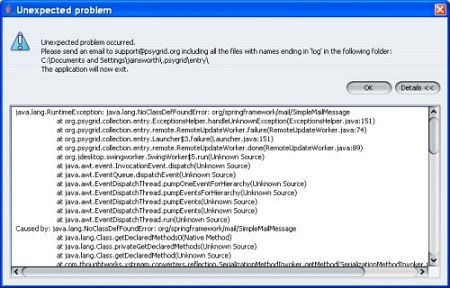 Unexpected problem
Unexpected problem occurred.
Please send an email to support@psygrid.org including all the files with names ending in 'log' in the following folder:
C:\Documents and Settings\jainsworth\.psygrid\entry\,
The application will now exit.
OK
Details <<
java.lang.RuntimeException: java.lang.NoClassDefFoundError: org/springframework/mail/SimpleMailMessage
at org.psygrid.collection.entry.ExceptionsHelper.handleUnknownException(ExceptionsHelper.java:151)
at org.psygrid.collection.entry.remote.RemoteUpdateWorker.failure(RemoteUpdateWorker.java:74)
at org.psygrid.collection.entry.Launcher$3.failure(Launcher.java:151)
at org.psygrid.collection.entry.remote.RemoteUpdateWorker.done(RemoteUpdateWorker.java:89)
at org.jdesktop.swingworker.SwingWorker$5.run(Unknown Source)
at java.awt.event.InvocationEvent.dispatch(Unknown Source)
at java.awt.EventQueue.dispatchEvent(Unknown Source)
at java.awt.EventDispatchThread.pumpOneEventForHierarchy(Unknown Source)
at java.awt.EventDispatchThread.pumpEventsForHierarchy(Unknown Source)
at java.awt.EventDispatchThread.pumpEvents(Unknown Source)
at java.awt.EventDispatchThread.pumpEvents(Unknown Source)
at java.awt.EventDispatchThread.run(Unknown Source)
Caused by: java.lang.NoClassDefFoundError: org/springframework/mail/SimpleMailMessage
at java.lang.Class.getDeclaredMethods0(Native Method)
at java.lang.Class.privateGetDeclaredMethods(Unknown Source)
at java.lang.Class.getDeclaredMethod(Unknown Source)
at com.thoughtworks.xstream.converters.reflection.SerializationMethodInvoker.getMethod(SerializationMethodInvoker